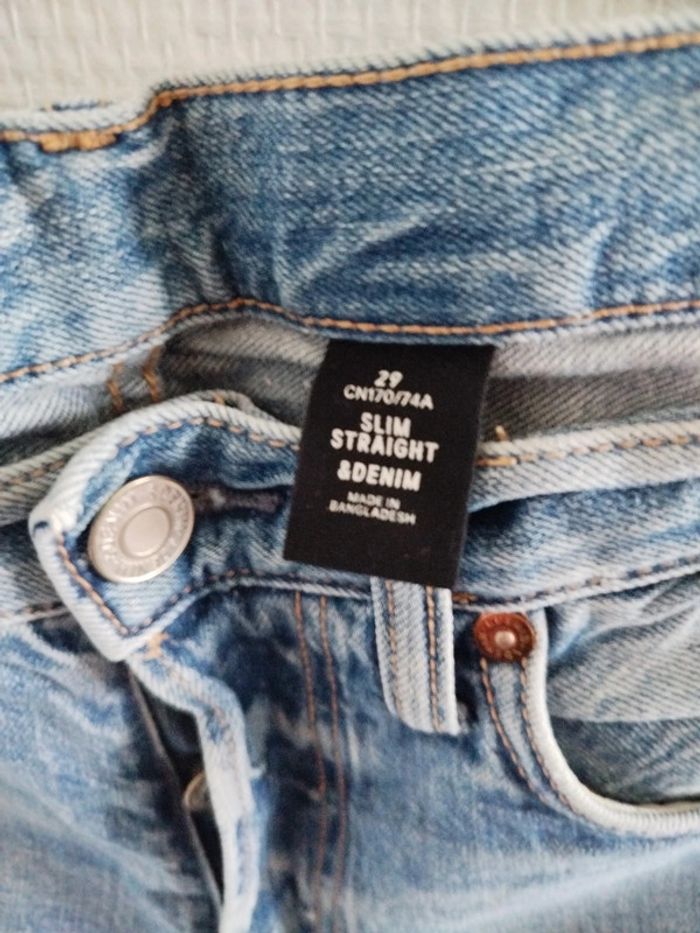 29
CN170/74A
SLIM
STRAIGHT
&DENIM
MADE IN
BANGLADESH